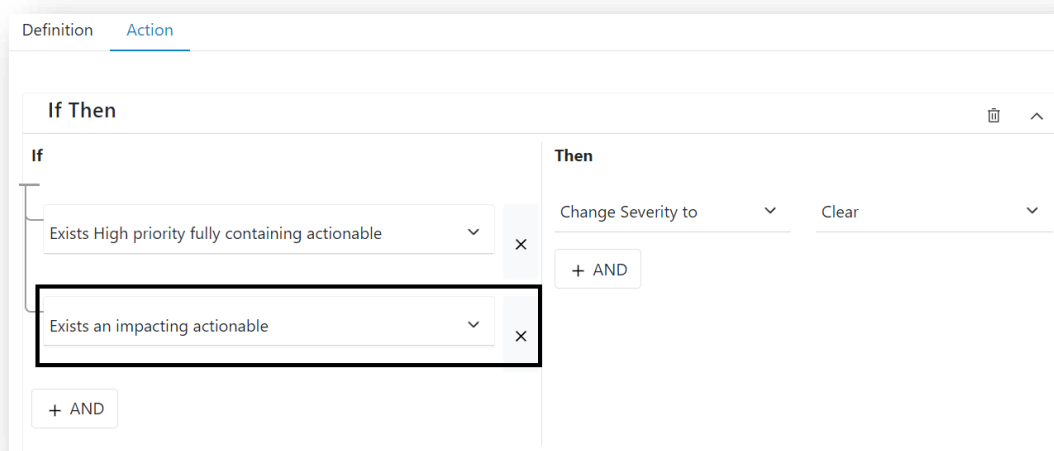 Definition Action
If Then
If
Then
Exists High priority fully containing actionable
Change Severity to
Clear
+ AND
Exists an impacting actionable
+ AND